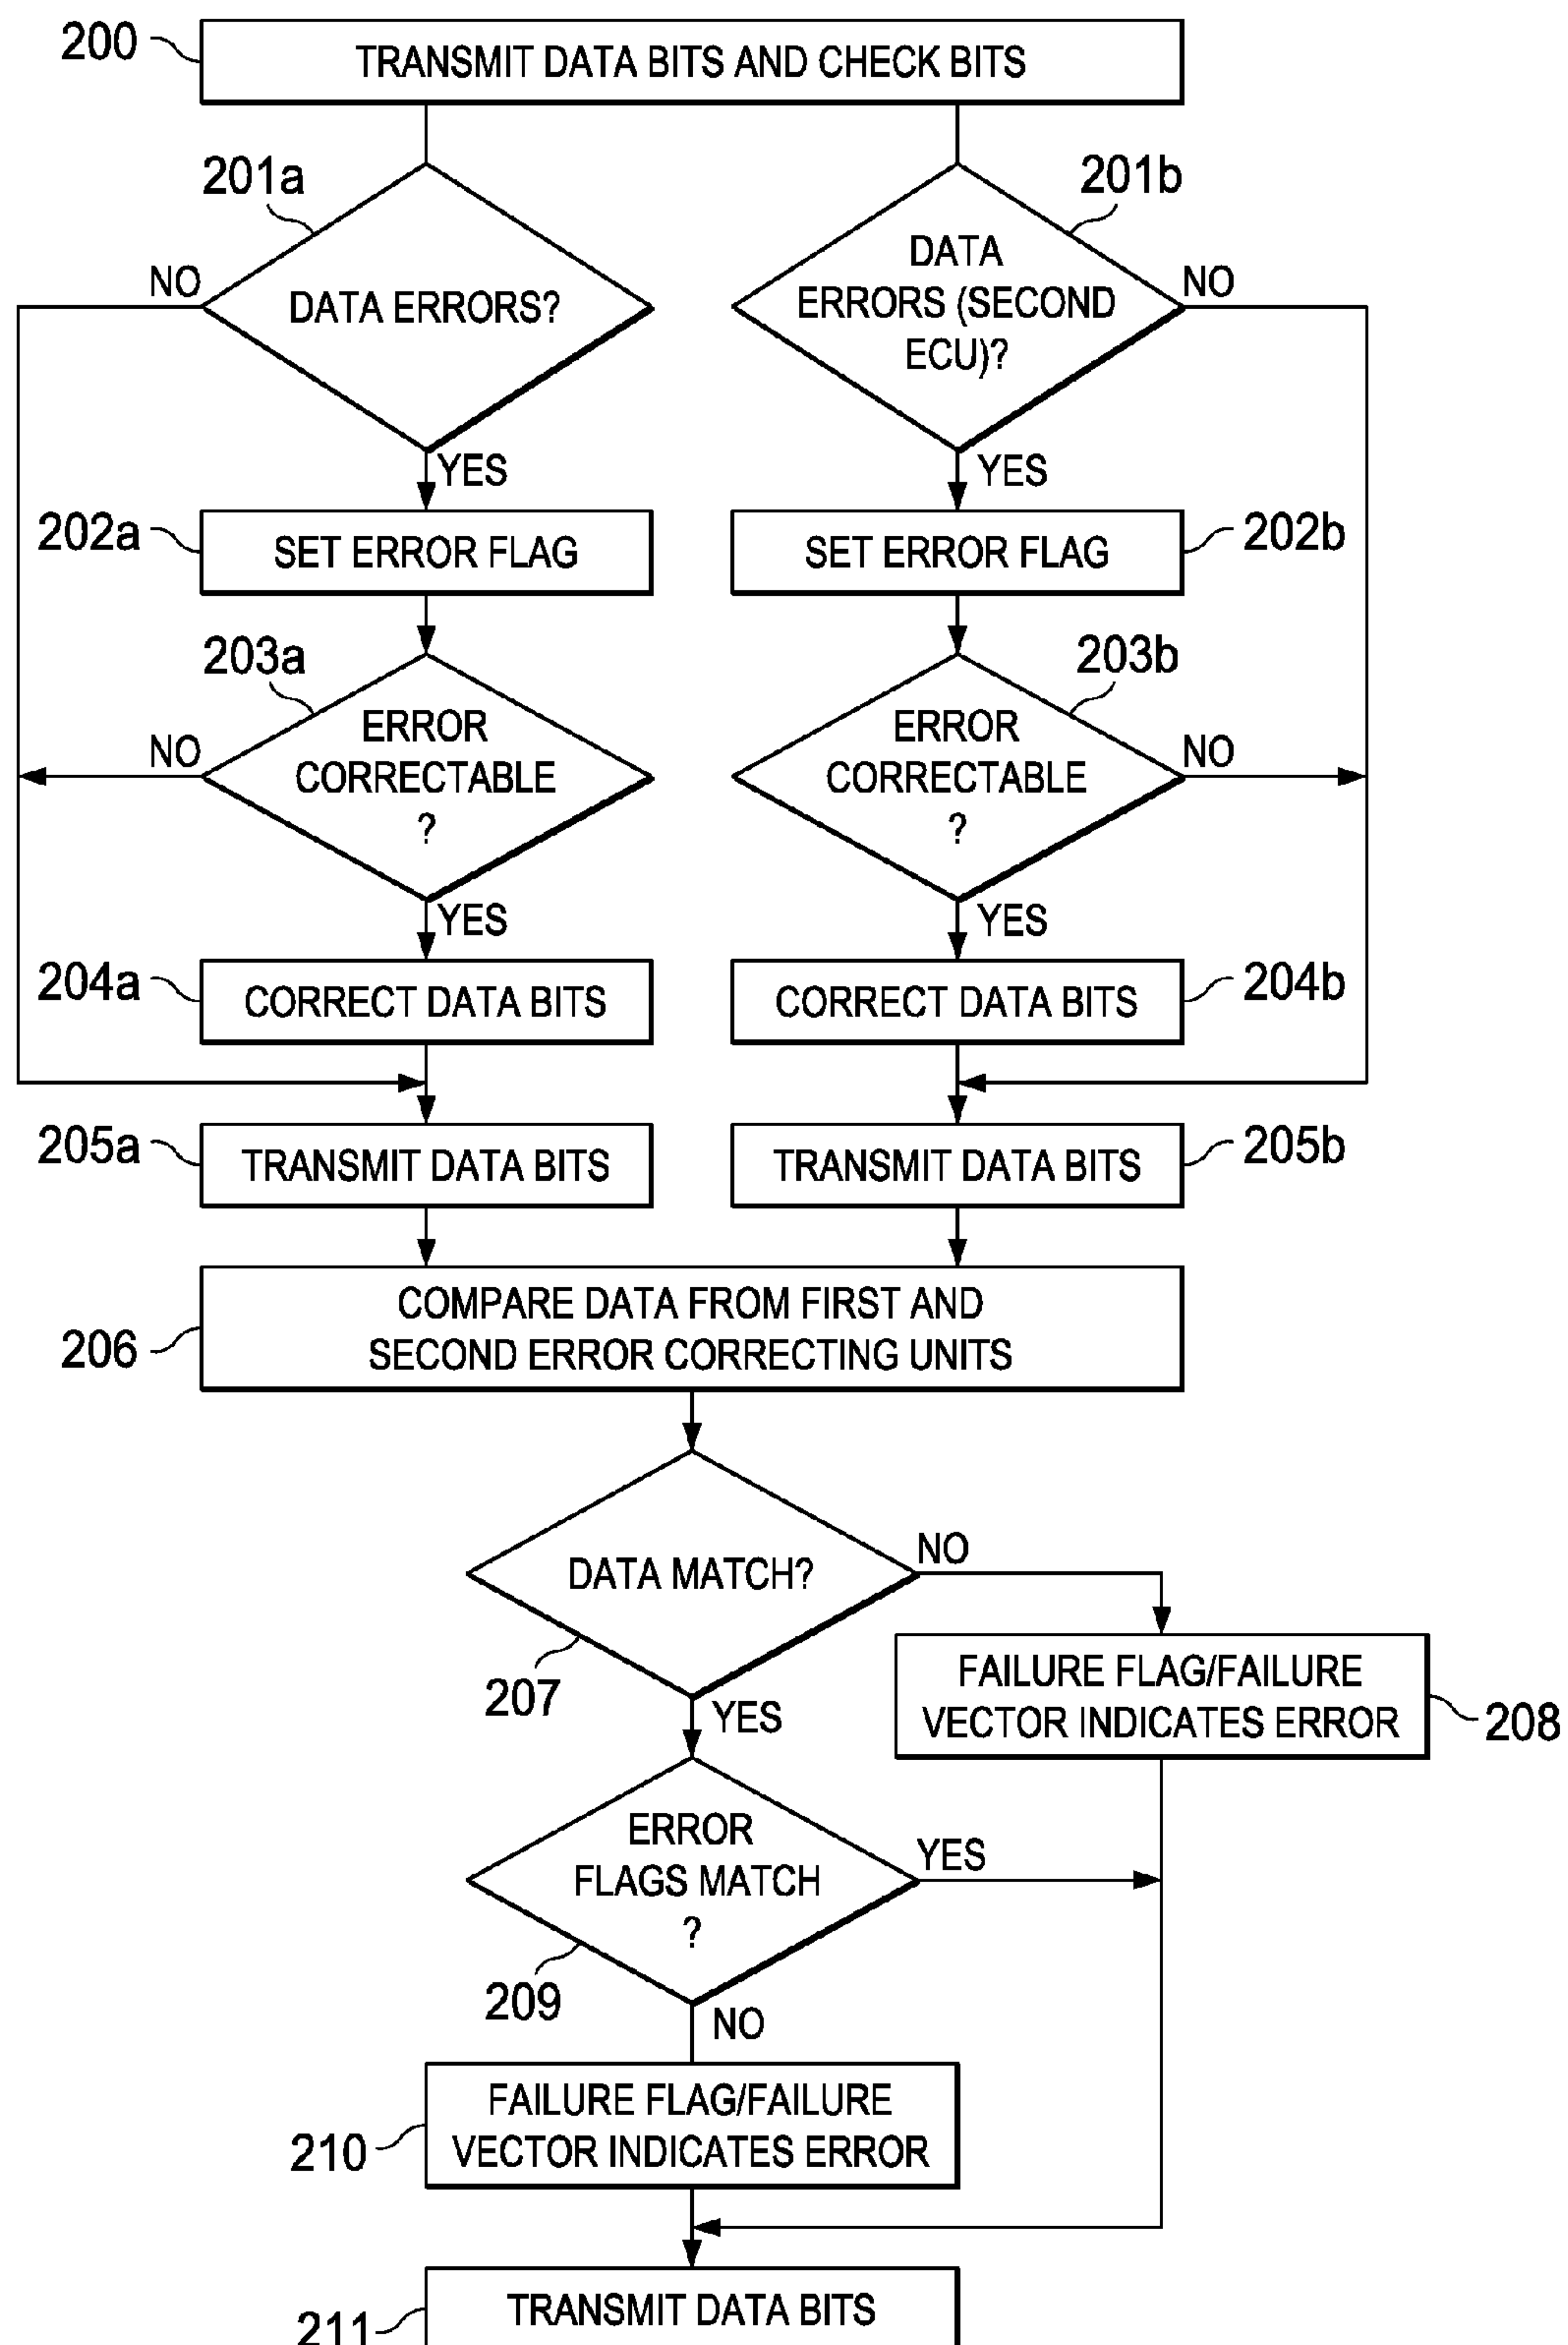 200
TRANSMIT DATA BITS AND CHECK BITS
201a
201b
NO
DATA ERRORS?
DATA
ERRORS (SECOND
ECU)?
NO
YES
YES
202a
SET ERROR FLAG
SET ERROR FLAG
202b
203a
203b
NO
ERROR
CORRECTABLE
?
ERROR
CORRECTABLE
?
NO
YES
YES
204a
CORRECT DATA BITS
CORRECT DATA BITS
204b
205a
TRANSMIT DATA BITS
TRANSMIT DATA BITS
205b
COMPARE DATA FROM FIRST AND
SECOND ERROR CORRECTING UNITS
206
DATA MATCH?
NO
207
YES
FAILURE FLAG/FAILURE
VECTOR INDICATES ERROR
208
ERROR
FLAGS MATCH
?
YES
209
NO
FAILURE FLAG/FAILURE
VECTOR INDICATES ERROR
210
TRANSMIT DATA BITS
211